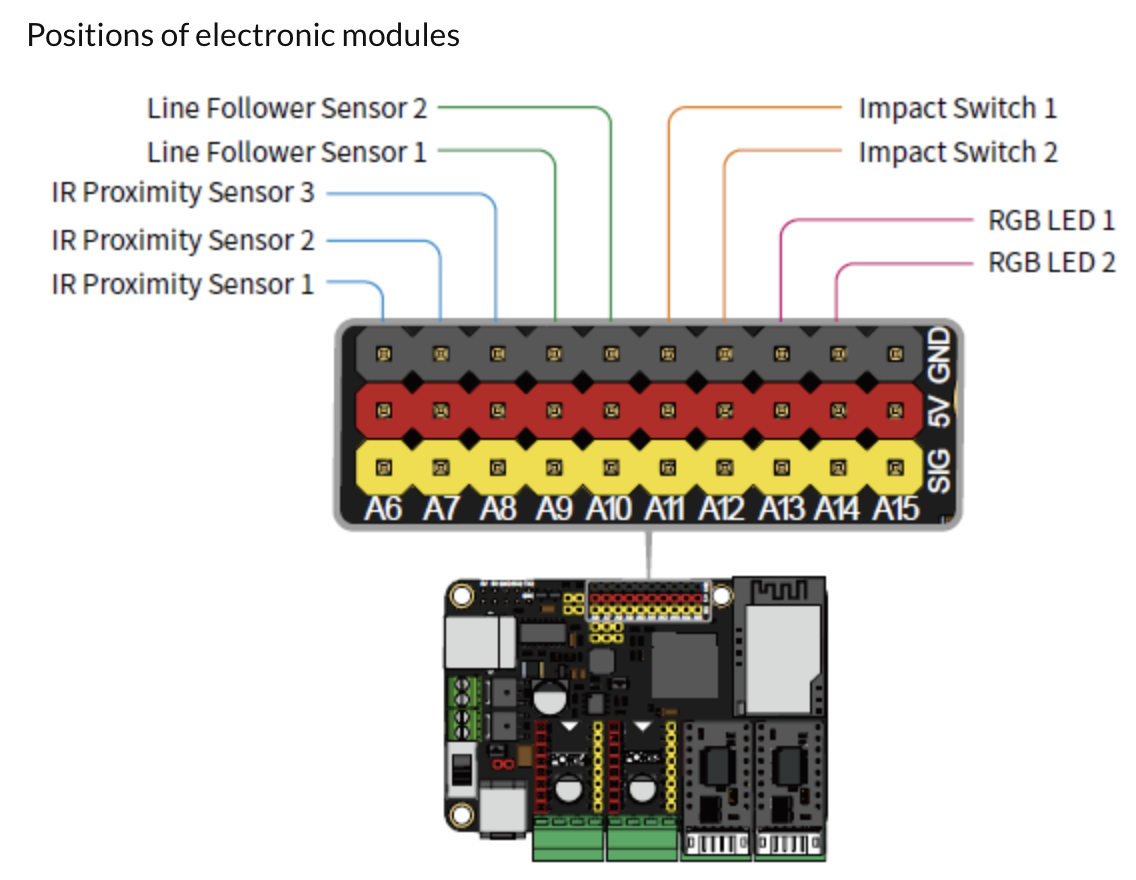 Positions of electronic modules
Line Follower Sensor 2
Impact Switch 1
Line Follower Sensor 1
Impact Switch 2
IR Proximity Sensor 3
RGB LED 1
IR Proximity Sensor 2
RGB LED 2
IR Proximity Sensor 1
GND
5V
SIG
A6 A7 A8 A9 A10 A11 A12 A13 A14 A15